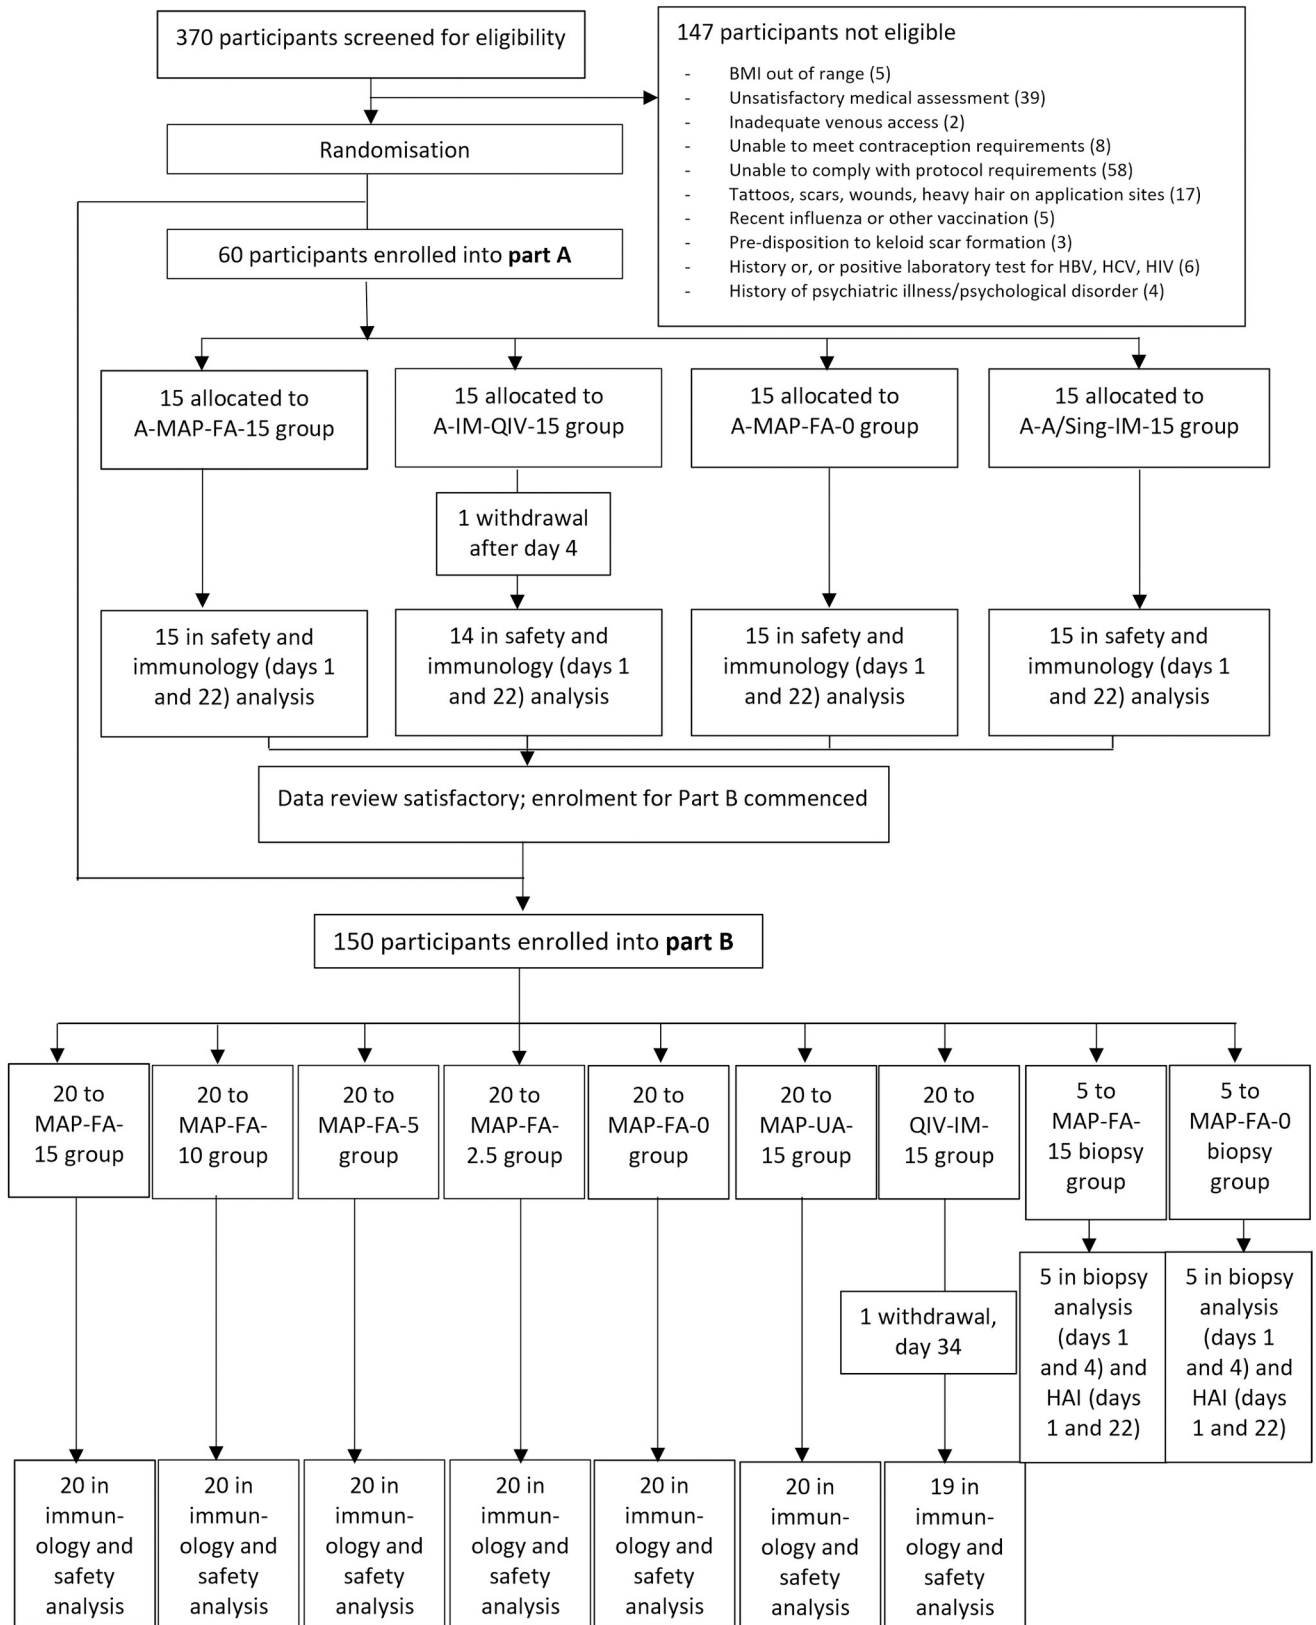 370 participants screened for eligibility
147 participants not eligible
- BMI out of range (5)
- Unsatisfactory medical assessment (39)
- Inadequate venous access (2)
- Unable to meet contraception requirements (8)
- Unable to comply with protocol requirements (58)
- Tattoos, scars, wounds, heavy hair on application sites (17)
- Recent influenza or other vaccination (5)
- Pre-disposition to keloid scar formation (3)
- History or, or positive laboratory test for HBV, HCV, HIV (6)
- History of psychiatric illness/psychological disorder (4)
Randomisation
60 participants enrolled into part A
15 allocated to
A-MAP-FA-15 group
15 allocated to
A-IM-QIV-15 group
15 allocated to
A-MAP-FA-0 group
15 allocated to
A-A/Sing-IM-15 group
1 withdrawal
after day 4
15 in safety and
immunology (days 1
and 22) analysis
14 in safety and
immunology (days 1
and 22) analysis
15 in safety and
immunology (days 1
and 22) analysis
15 in safety and
immunology (days 1
and 22) analysis
Data review satisfactory; enrolment for Part B commenced
150 participants enrolled into part B
20 to
MAP-FA-
15 group
20 to
MAP-FA-
10 group
20 to
MAP-FA-5
group
20 to
MAP-FA-
2.5 group
20 to
MAP-FA-0
group
20 to
MAP-UA-
15 group
20 to
QIV-IM-
15 group
5 to
MAP-FA-
15 biopsy
group
5 to
MAP-FA-0
biopsy
group
1 withdrawal,
day 34
5 in biopsy
analysis
(days 1
and 4) and
HAI (days
1 and 22)
5 in biopsy
analysis
(days 1
and 4) and
HAI (days
1 and 22)
20 in
immun-
ology and
safety
analysis
20 in
immun-
ology and
safety
analysis
20 in
immun-
ology and
safety
analysis
20 in
immun-
ology and
safety
analysis
20 in
immun-
ology and
safety
analysis
20 in
immun-
ology and
safety
analysis
19 in
immun-
ology and
safety
analysis